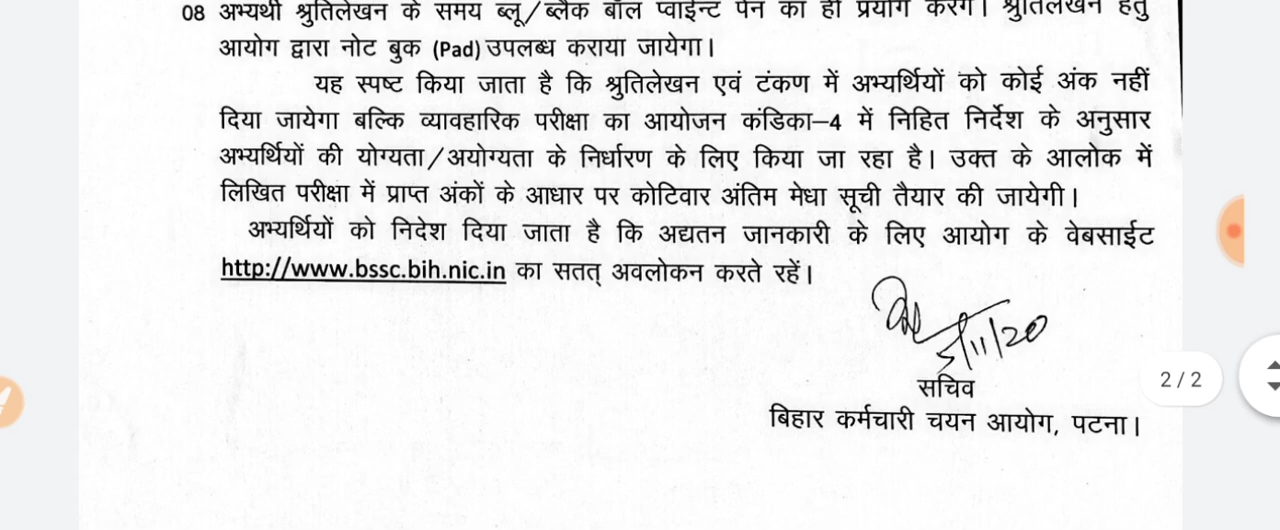 08 अभ्यर्थी श्रुतिलेखन के समय ब्लू/ब्लैक बॉल प्वाईन्ट पेन का ही प्रयोग करेंगे। श्रुतिलेखन हेतु
आयोग द्वारा नोट बुक (Pad) उपलब्ध कराया जायेगा।
यह स्पष्ट किया जाता है कि श्रुतिलेखन एवं टंकण में अभ्यर्थियों को कोई अंक नहीं
दिया जायेगा बल्कि व्यावहारिक परीक्षा का आयोजन कंडिका–4 में निहित निर्देश के अनुसार
अभ्यर्थियों की योग्यता/अयोग्यता के निर्धारण के लिए किया जा रहा है। उक्त के आलोक में
लिखित परीक्षा में प्राप्त अंकों के आधार पर कोटिवार अंतिम मेधा सूची तैयार की जायेगी।
अभ्यर्थियों को निदेश दिया जाता है कि अद्यतन जानकारी के लिए आयोग के वेबसाईट
http://www.bssc.bih.nic.in का सतत् अवलोकन करते रहें।
5/11/20
2/2
सचिव
बिहार कर्मचारी चयन आयोग, पटना।